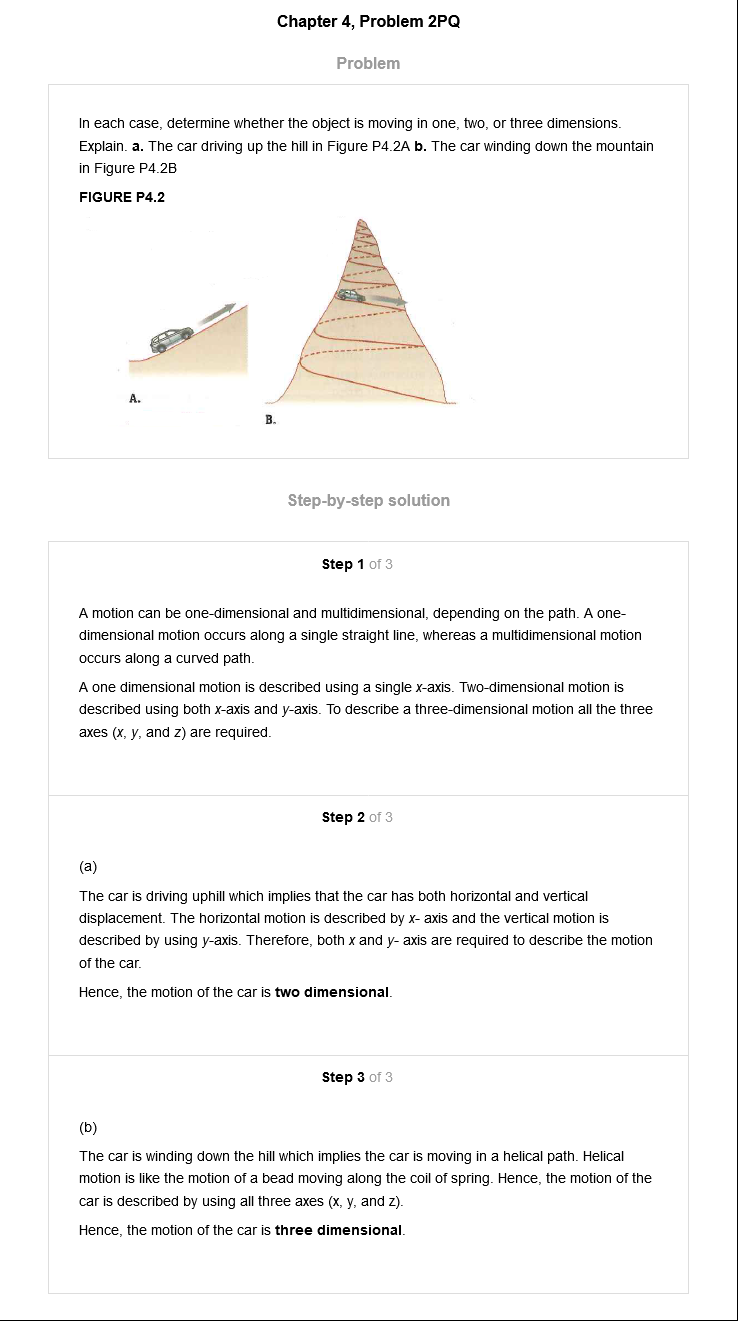 Chapter 4, Problem 2PQ
Problem
In each case, determine whether the object is moving in one, two, or three dimensions.
Explain. a. The car driving up the hill in Figure P4.2A b. The car winding down the mountain
in Figure P4.2B
FIGURE P4.2
A.
B.
Step-by-step solution
Step 1 of 3
A motion can be one-dimensional and multidimensional, depending on the path. A one-
dimensional motion occurs along a single straight line, whereas a multidimensional motion
occurs along a curved path.
A one dimensional motion is described using a single x-axis. Two-dimensional motion is
described using both x-axis and y-axis. To describe a three-dimensional motion all the three
axes (x, y, and z) are required.
Step 2 of 3
(a)
The car is driving uphill which implies that the car has both horizontal and vertical
displacement. The horizontal motion is described by x- axis and the vertical motion is
described by using y-axis. Therefore, both x and y- axis are required to describe the motion
of the car.
Hence, the motion of the car is two dimensional.
Step 3 of 3
(b)
The car is winding down the hill which implies the car is moving in a helical path. Helical
motion is like the motion of a bead moving along the coil of spring. Hence, the motion of the
car is described by using all three axes (x, y, and z).
Hence, the motion of the car is three dimensional.